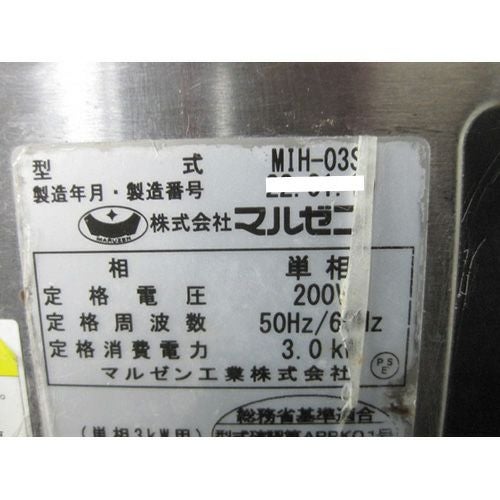 型 式 MIH-03S
製造年月・製造番号 22.01.
MARUZEN 株式会社 マルゼン
相 単相
定格電圧 200V
定格周波数 50Hz/60Hz
定格消費電力 3.0kW
マルゼン工業株式会社
PS E
総務省基準適合
(単相3kW用)